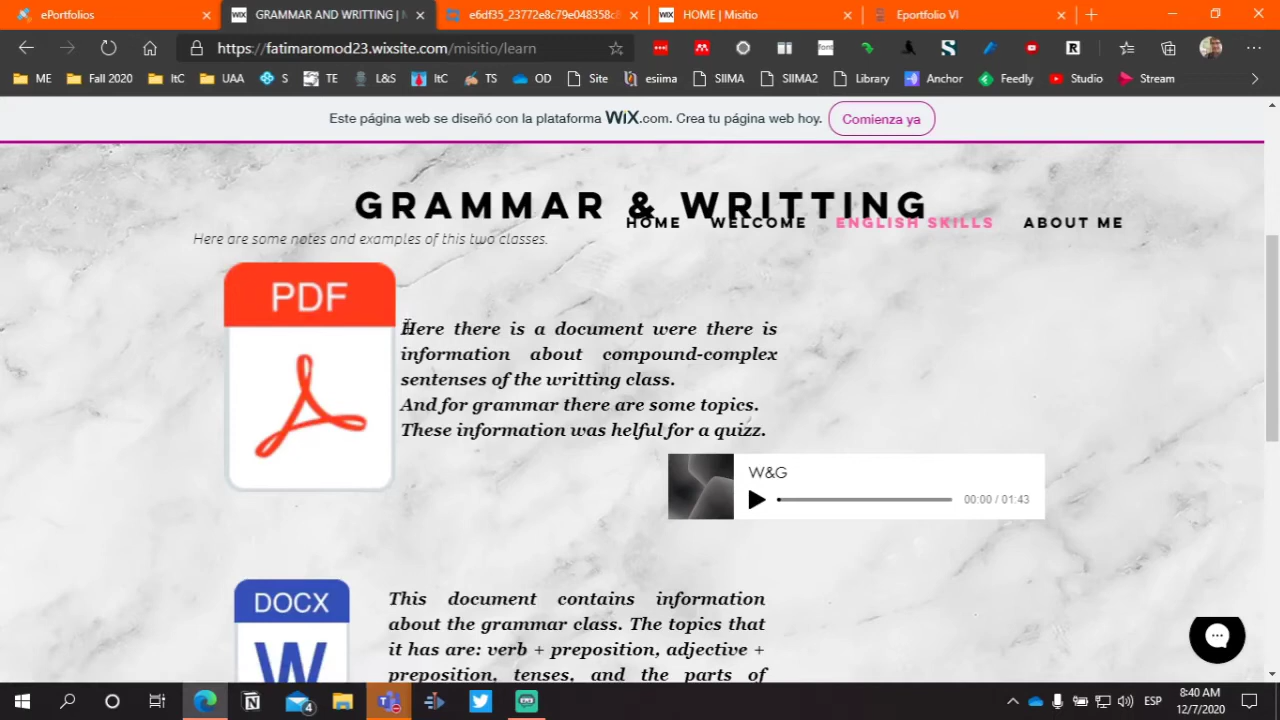 ePortfolios
WIX GRAMMAR AND WRITTING | M
e6df35_23772e8c79e048358c8
WIX HOME | Misitio
Eportfolio VI
https://fatimaromod23.wixsite.com/misitio/learn
ME Fall 2020 ItC UAA S TE L&S ItC TS OD Site esiima SIIMA SIIMA2 Library Anchor Feedly Studio Stream
Este página web se diseñó con la plataforma WiX.com. Crea tu página web hoy. Comienza ya
GRAMMAR & WRITTING
HOME WELCOME ENGLISH SKILLS ABOUT ME
Here are some notes and examples of this two classes.
PDF
Here there is a document were there is
information about compound-complex
sentenses of the writting class.
And for grammar there are some topics.
These information was helful for a quizz.
W&G
00:00 / 01:43
DOCX
W
This document contains information
about the grammar class. The topics that
it has are: verb + preposition, adjective +
preposition, tenses, and the parts of
4
ESP
8:40 AM
12/7/2020